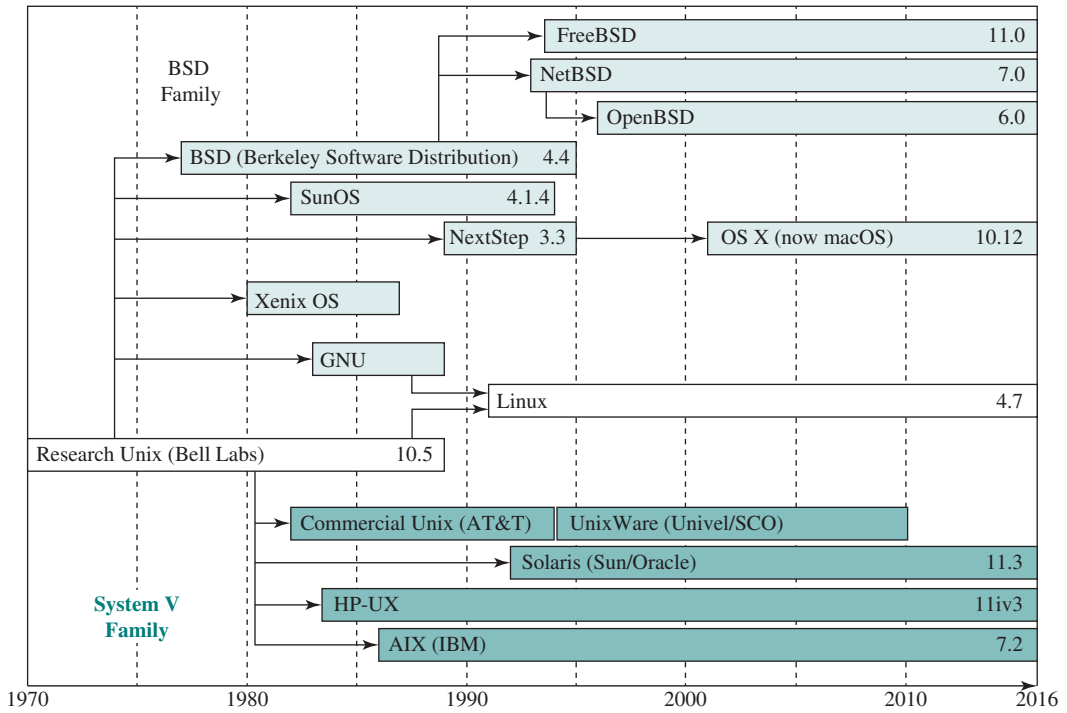 FreeBSD 11.0
BSD
Family
NetBSD 7.0
OpenBSD 6.0
BSD (Berkeley Software Distribution) 4.4
SunOS 4.1.4
NextStep 3.3
OS X (now macOS) 10.12
Xenix OS
GNU
Linux 4.7
Research Unix (Bell Labs) 10.5
Commercial Unix (AT&T)
UnixWare (Univel/SCO)
Solaris (Sun/Oracle) 11.3
System V
Family
HP-UX 11iv3
AIX (IBM) 7.2
1970 1980 1990 2000 2010 2016